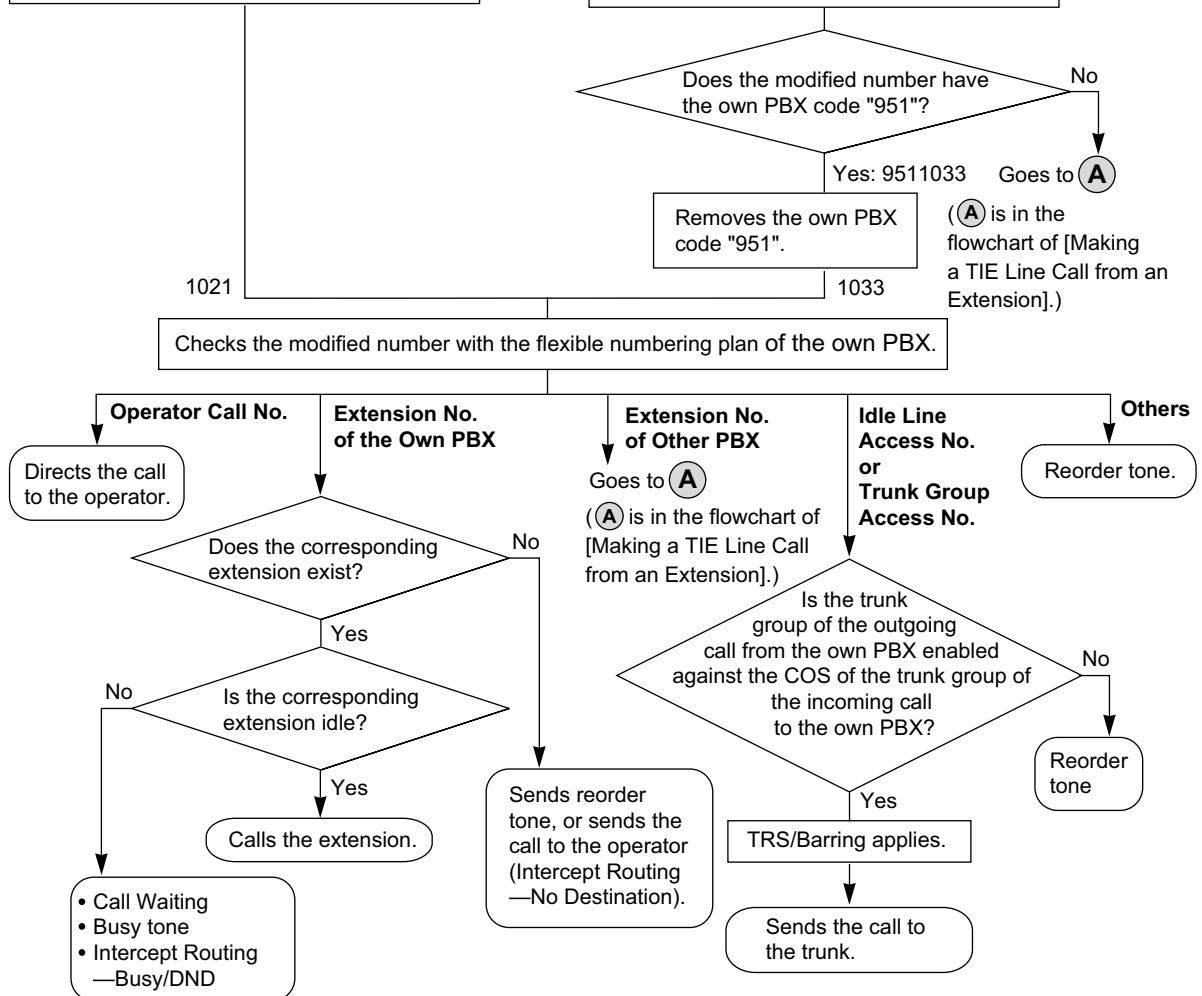 Does the modified number have
the own PBX code "951"?
No
Yes: 9511033
Goes to A
Removes the own PBX
code "951".
(A is in the
flowchart of [Making
a TIE Line Call from an
Extension].)
1021
1033
Checks the modified number with the flexible numbering plan of the own PBX.
Operator Call No.
Directs the call
to the operator.
Extension No.
of the Own PBX
Extension No.
of Other PBX
Goes to A
(A is in the flowchart of
[Making a TIE Line Call
from an Extension].)
Idle Line
Access No.
or
Trunk Group
Access No.
Others
Reorder tone.
Does the corresponding
extension exist?
No
Yes
Is the corresponding
extension idle?
No
Yes
Calls the extension.
• Call Waiting
• Busy tone
• Intercept Routing
—Busy/DND
Sends reorder
tone, or sends the
call to the operator
(Intercept Routing
—No Destination).
Is the trunk
group of the outgoing
call from the own PBX enabled
against the COS of the trunk group of
the incoming call
to the own PBX?
No
Reorder
tone
Yes
TRS/Barring applies.
Sends the call to
the trunk.